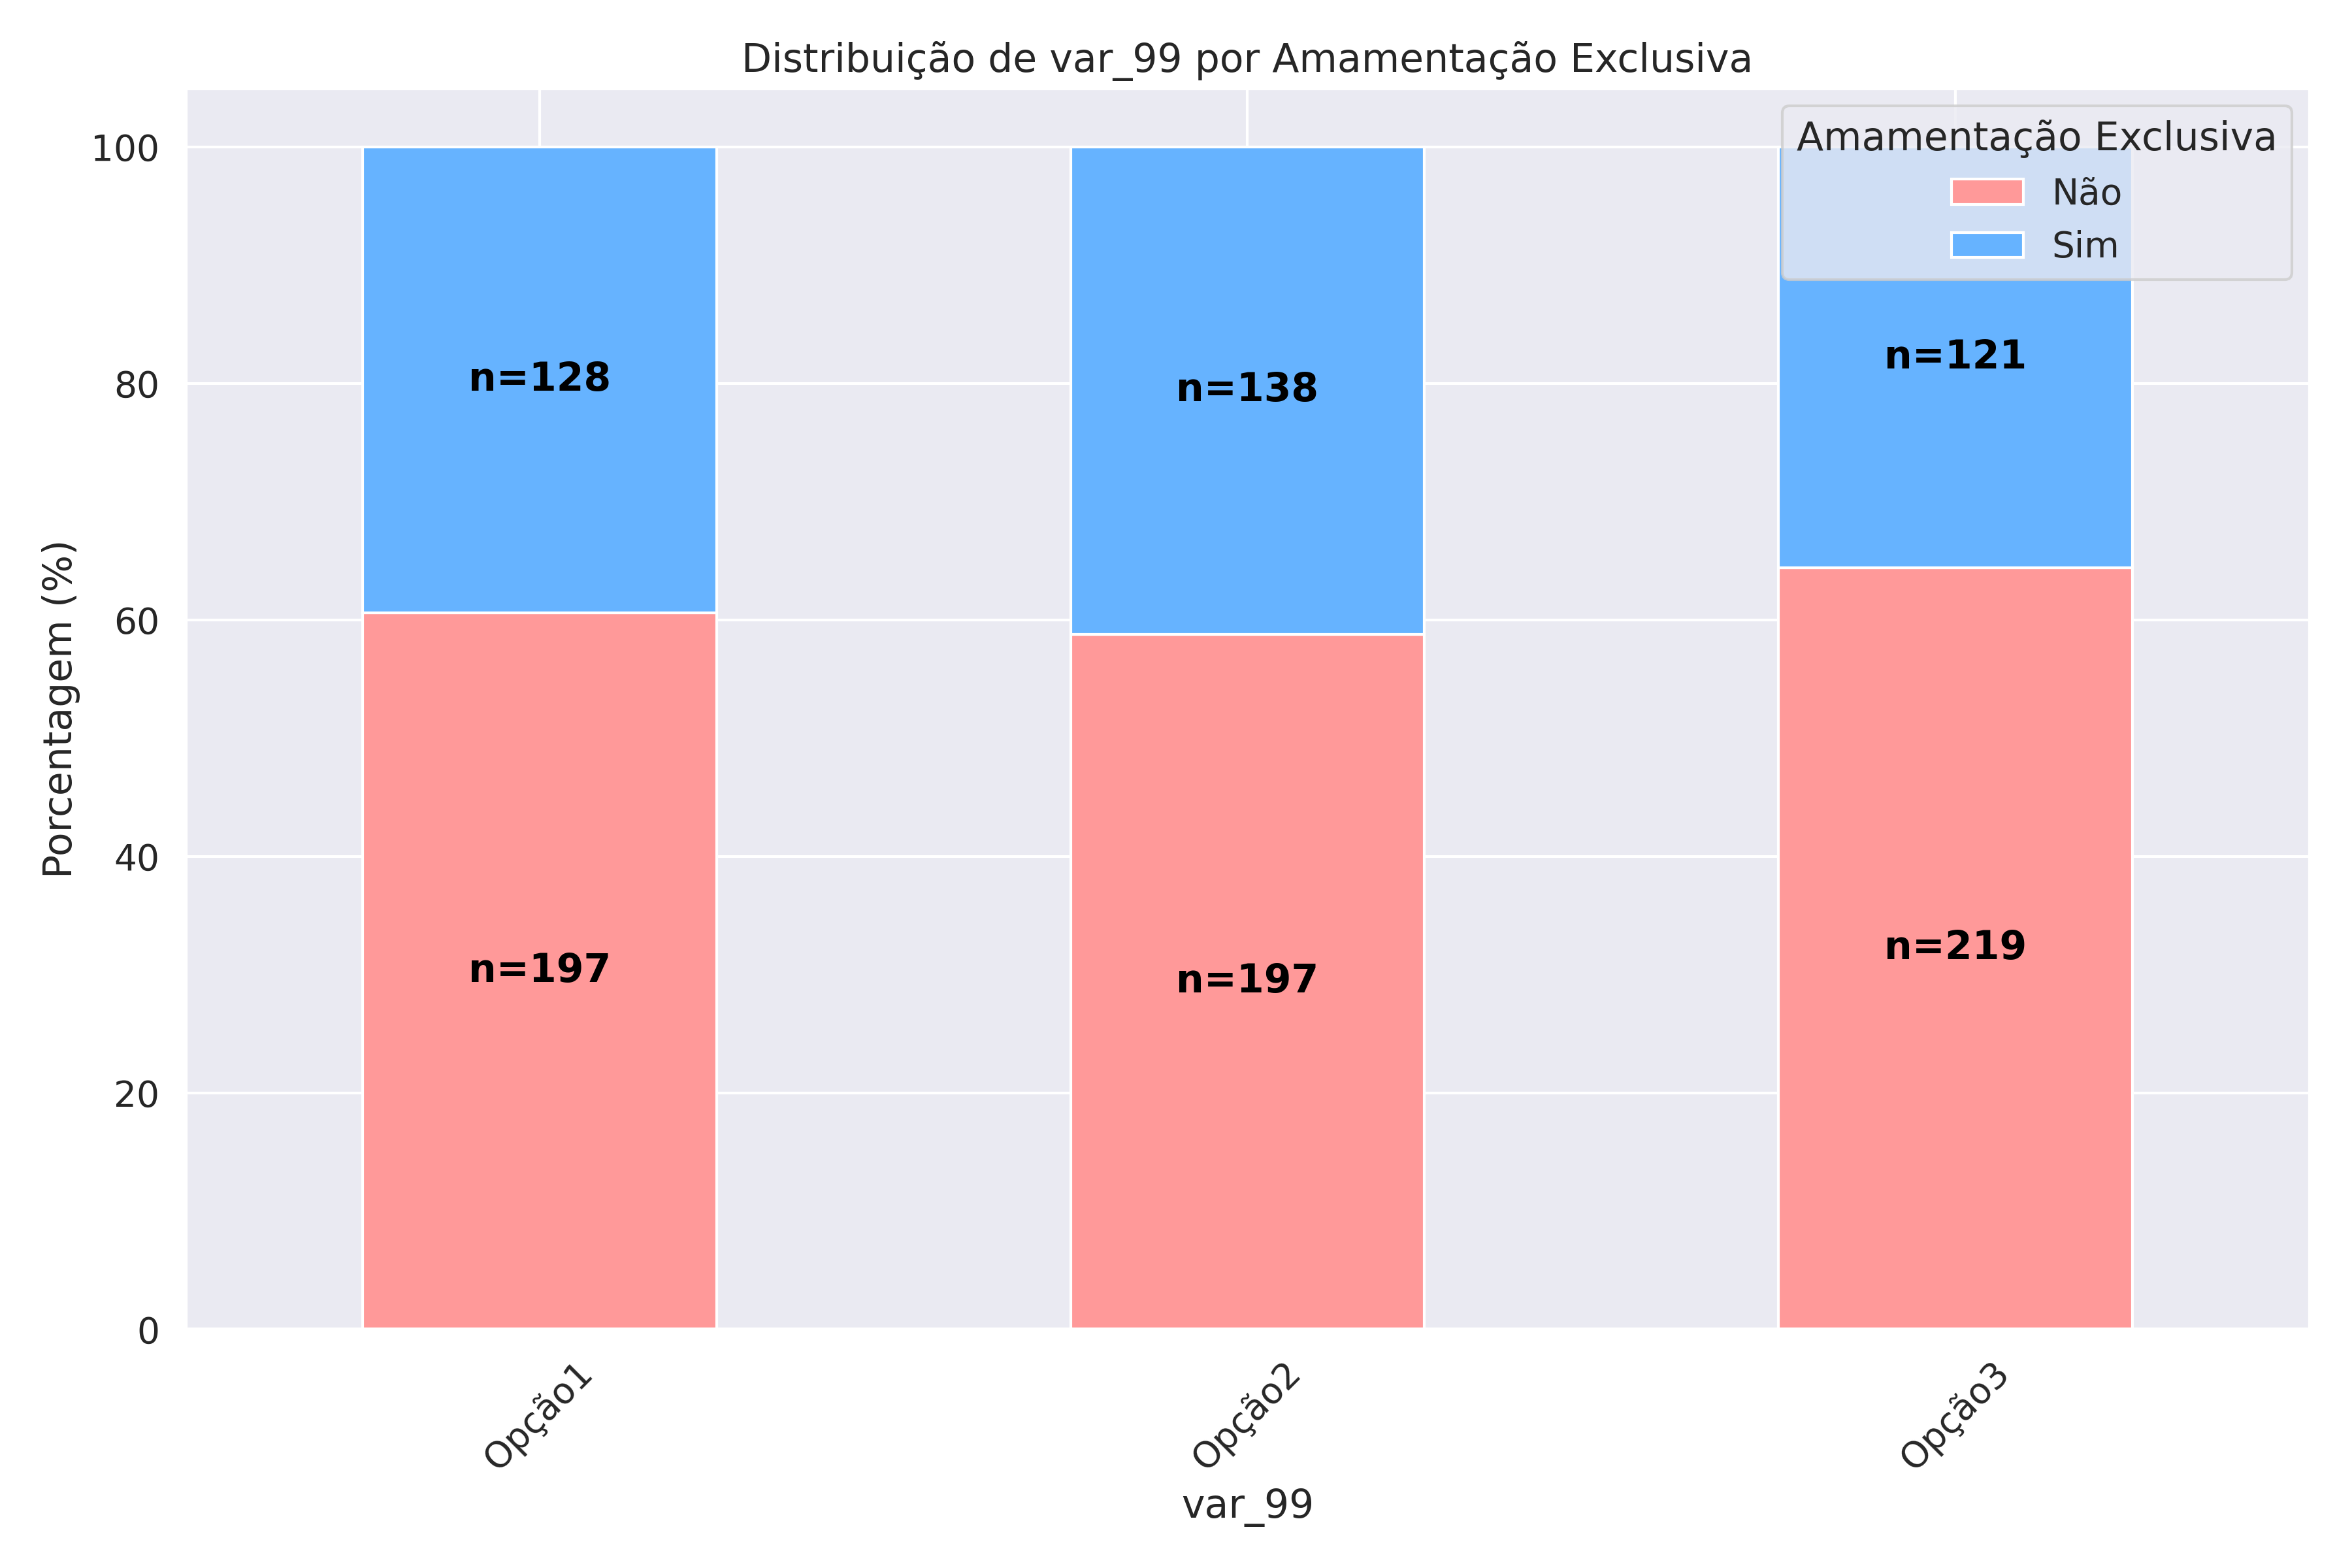 Distribuição de var_99 por Amamentação Exclusiva
Amamentação Exclusiva
Não
Sim
Porcentagem (%)
100
80
60
40
20
0
n=128
n=138
n=121
n=197
n=197
n=219
Opção1
Opção2
Opção3
var_99